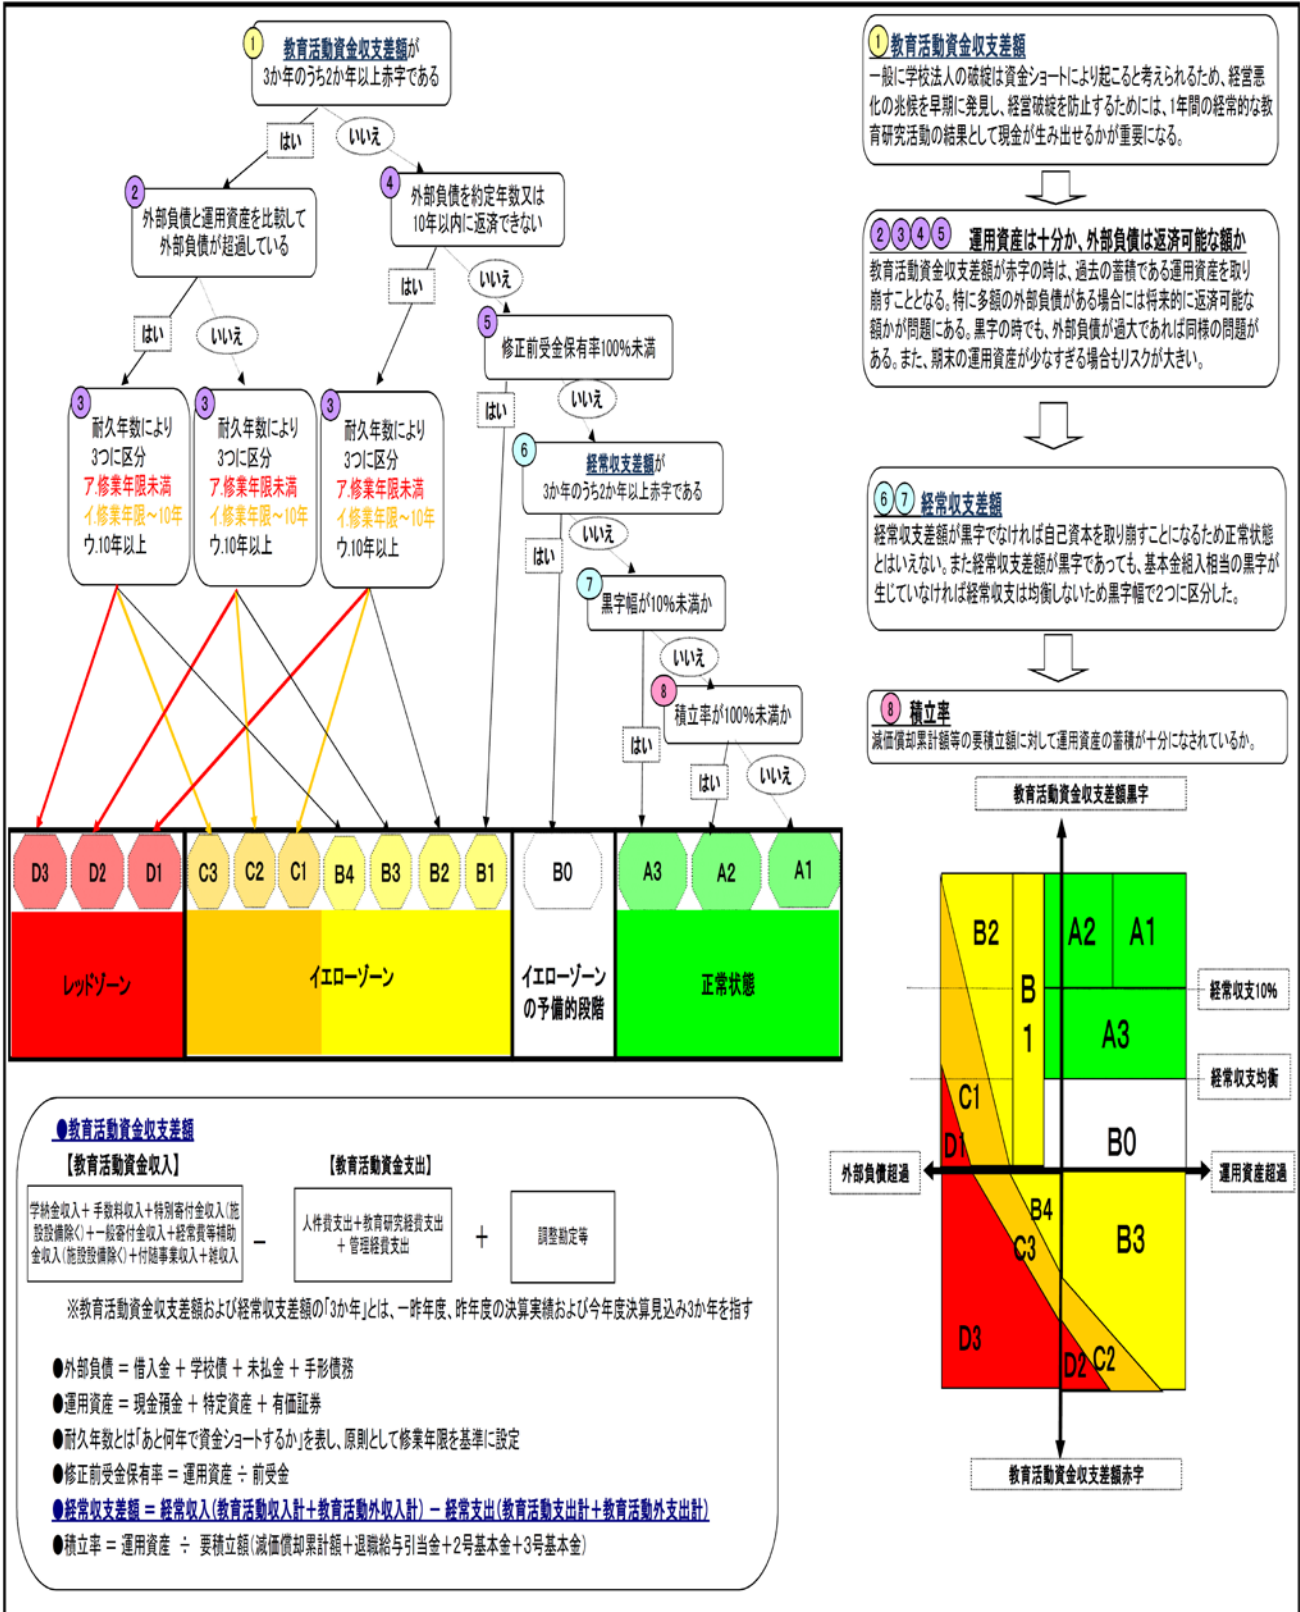 1
教育活動資金収支差額が
3か年のうち2か年以上赤字である
はい
いいえ
2
外部負債と運用資産を比較して
外部負債が超過している
4
外部負債を約定年数又は
10年以内に返済できない
はい
いいえ
はい
いいえ
5
修正前受金保有率100%未満
はい
いいえ
3
耐久年数により
3つに区分
ア.修業年限未満
イ.修業年限～10年
ウ.10年以上
3
耐久年数により
3つに区分
ア.修業年限未満
イ.修業年限～10年
ウ.10年以上
3
耐久年数により
3つに区分
ア.修業年限未満
イ.修業年限～10年
ウ.10年以上
6
経常収支差額が
3か年のうち2か年以上赤字である
はい
いいえ
7
黒字幅が10%未満か
はい
いいえ
8
積立率が100%未満か
はい
いいえ
D3
D2
D1
C3
C2
C1
B4
B3
B2
B1
B0
A3
A2
A1
レッドゾーン
イエローゾーン
イエローゾーン
の予備的段階
正常状態
1 教育活動資金収支差額
一般に学校法人の破綻は資金ショートにより起こると考えられるため、経営悪
化の兆候を早期に発見し、経営破綻を防止するためには、1年間の経常的な教
育研究活動の結果として現金が生み出せるかが重要になる。
2 3 4 5 運用資産は十分か、外部負債は返済可能な額か
教育活動資金収支差額が赤字の時は、過去の蓄積である運用資産を取り
崩すこととなる。特に多額の外部負債がある場合には将来的に返済可能な
額かが問題にある。黒字の時でも、外部負債が過大であれば同様の問題が
ある。また、期末の運用資産が少なすぎる場合もリスクが大きい。
6 7 経常収支差額
経常収支差額が黒字でなければ自己資本を取り崩すことになるため正常状態
とはいえない。また経常収支差額が黒字であっても、基本金組入相当の黒字が
生じていなければ経常収支は均衡しないため黒字幅で2つに区分した。
8 積立率
減価償却累計額等の要積立額に対して運用資産の蓄積が十分になされているか。
教育活動資金収支差額黒字
B2
B
1
A2
A1
経常収支10%
A3
経常収支均衡
C1
D1
B0
外部負債超過
運用資産超過
B4
C3
B3
D3
D2
C2
教育活動資金収支差額赤字
●教育活動資金収支差額
【教育活動資金収入】
【教育活動資金支出】
学納金収入＋手数料収入＋特別寄付金収入(施
設設備除く)＋一般寄付金収入＋経常費等補助
金収入(施設設備除く)＋付随事業収入＋雑収入
−
人件費支出＋教育研究経費支出
＋管理経費支出
＋
調整勘定等
※教育活動資金収支差額および経常収支差額の「3か年」とは、一昨年度、昨年度の決算実績および今年度決算見込み3か年を指す
●外部負債 ＝ 借入金 ＋ 学校債 ＋ 未払金 ＋ 手形債務
●運用資産 ＝ 現金預金 ＋ 特定資産 ＋ 有価証券
●耐久年数とは「あと何年で資金ショートするか」を表し、原則として修業年限を基準に設定
●修正前受金保有率 ＝ 運用資産 ÷ 前受金
●経常収支差額 ＝ 経常収入(教育活動収入計＋教育活動外収入計) − 経常支出(教育活動支出計＋教育活動外支出計)
●積立率 ＝ 運用資産 ÷ 要積立額(減価償却累計額＋退職給与引当金＋2号基本金＋3号基本金)